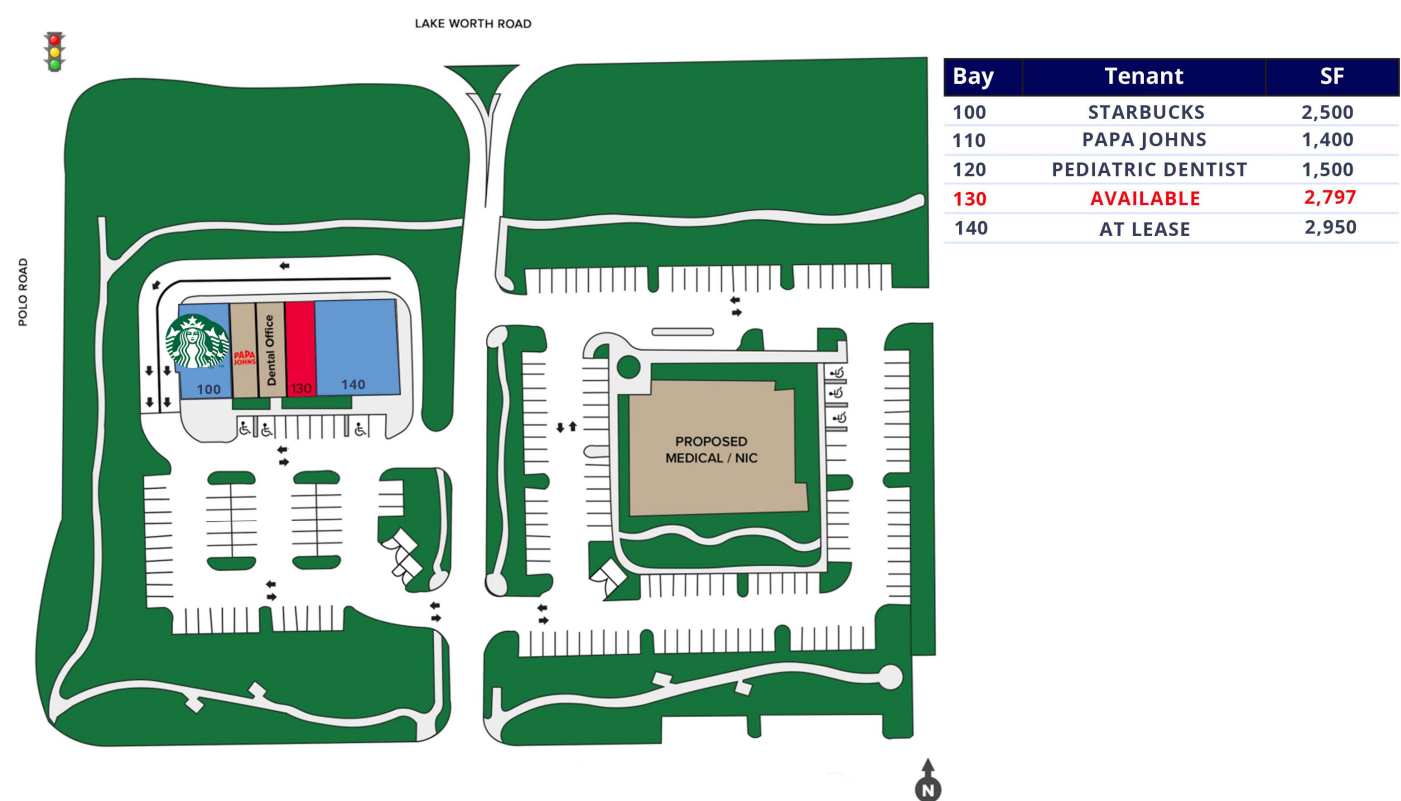 LAKE WORTH ROAD
Bay Tenant SF
100 STARBUCKS 2,500
110 PAPA JOHNS 1,400
120 PEDIATRIC DENTIST 1,500
130 AVAILABLE 2,797
140 AT LEASE 2,950
POLO ROAD
PAPA
JOHNS
Dental Office
100
130
140
PROPOSED
MEDICAL / NIC
N